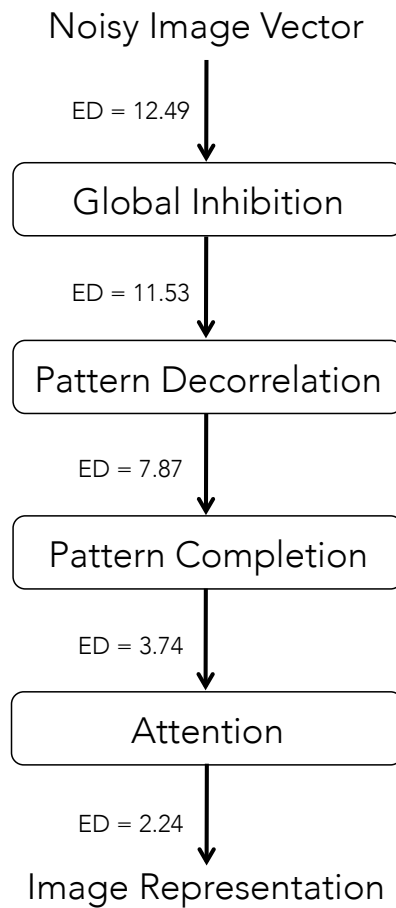 Noisy Image Vector
ED = 12.49
Global Inhibition
ED = 11.53
Pattern Decorrelation
ED = 7.87
Pattern Completion
ED = 3.74
Attention
ED = 2.24
Image Representation